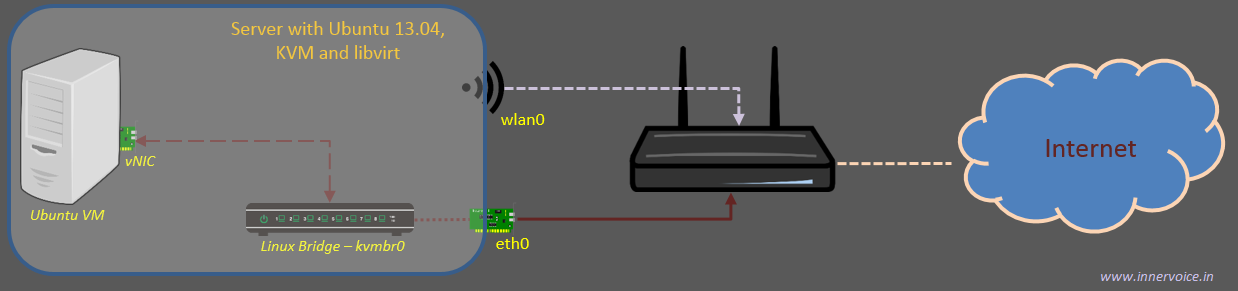 Server with Ubuntu 13.04,
KVM and libvirt
wlan0
vNIC
Internet
Ubuntu VM
Linux Bridge – kvmbr0
eth0
www.innervoice.in